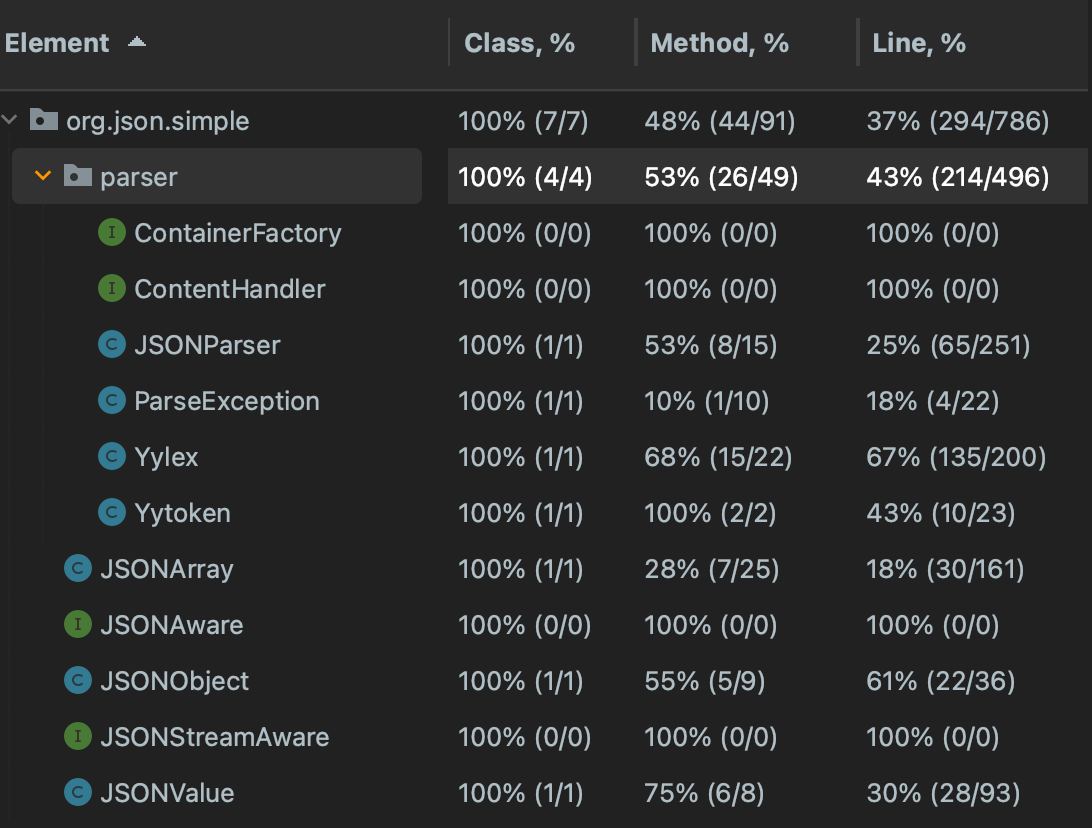 Element Class, % Method, % Line, %
org.json.simple 100% (7/7) 48% (44/91) 37% (294/786)
parser 100% (4/4) 53% (26/49) 43% (214/496)
I ContainerFactory 100% (0/0) 100% (0/0) 100% (0/0)
I ContentHandler 100% (0/0) 100% (0/0) 100% (0/0)
C JSONParser 100% (1/1) 53% (8/15) 25% (65/251)
C ParseException 100% (1/1) 10% (1/10) 18% (4/22)
C Yylex 100% (1/1) 68% (15/22) 67% (135/200)
C Yytoken 100% (1/1) 100% (2/2) 43% (10/23)
C JSONArray 100% (1/1) 28% (7/25) 18% (30/161)
I JSONAware 100% (0/0) 100% (0/0) 100% (0/0)
C JSONObject 100% (1/1) 55% (5/9) 61% (22/36)
I JSONStreamAware 100% (0/0) 100% (0/0) 100% (0/0)
C JSONValue 100% (1/1) 75% (6/8) 30% (28/93)